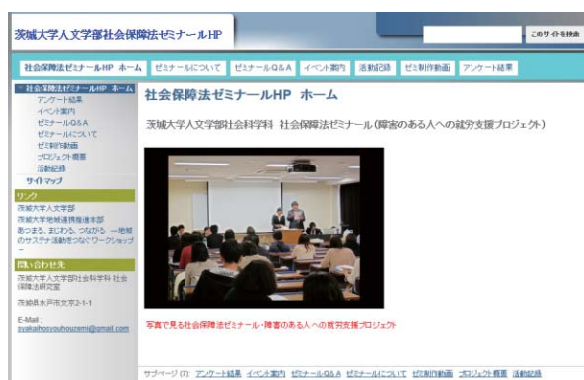 茨城大学人文学部社会保障法ゼミナールHP
このサイトを検索
社会保障法ゼミナールHP ホーム
ゼミナールについて
ゼミナールQ&A
イベント案内
活動記録
ゼミ制作動画
アンケート結果
社会保障法ゼミナールHP ホーム
アンケート結果
イベント案内
ゼミナールQ&A
ゼミナールについて
ゼミ制作動画
プロジェクト概要
活動記録
サイトマップ
リンク
茨城大学人文学部
茨城大学地域連携推進本部
あつまる、まじわる、つながる ―地域
のサステナ活動をつなぐワークショップ
―
問い合わせ先
茨城大学人文学部社会科学科 社会
保障法研究室
茨城県水戸市文京2-1-1
E-Mail :
syakaihosyouhouzemi@gmail.com
社会保障法ゼミナールHP ホーム
茨城大学人文学部社会科学科 社会保障法ゼミナール(障害のある人への就労支援プロジェクト)
写真で見る社会保障法ゼミナール・障害のある人への就労支援プロジェクト
サブページ (7): アンケート結果 イベント案内 ゼミナールQ&A ゼミナールについて ゼミ制作動画 プロジェクト概要 活動記録